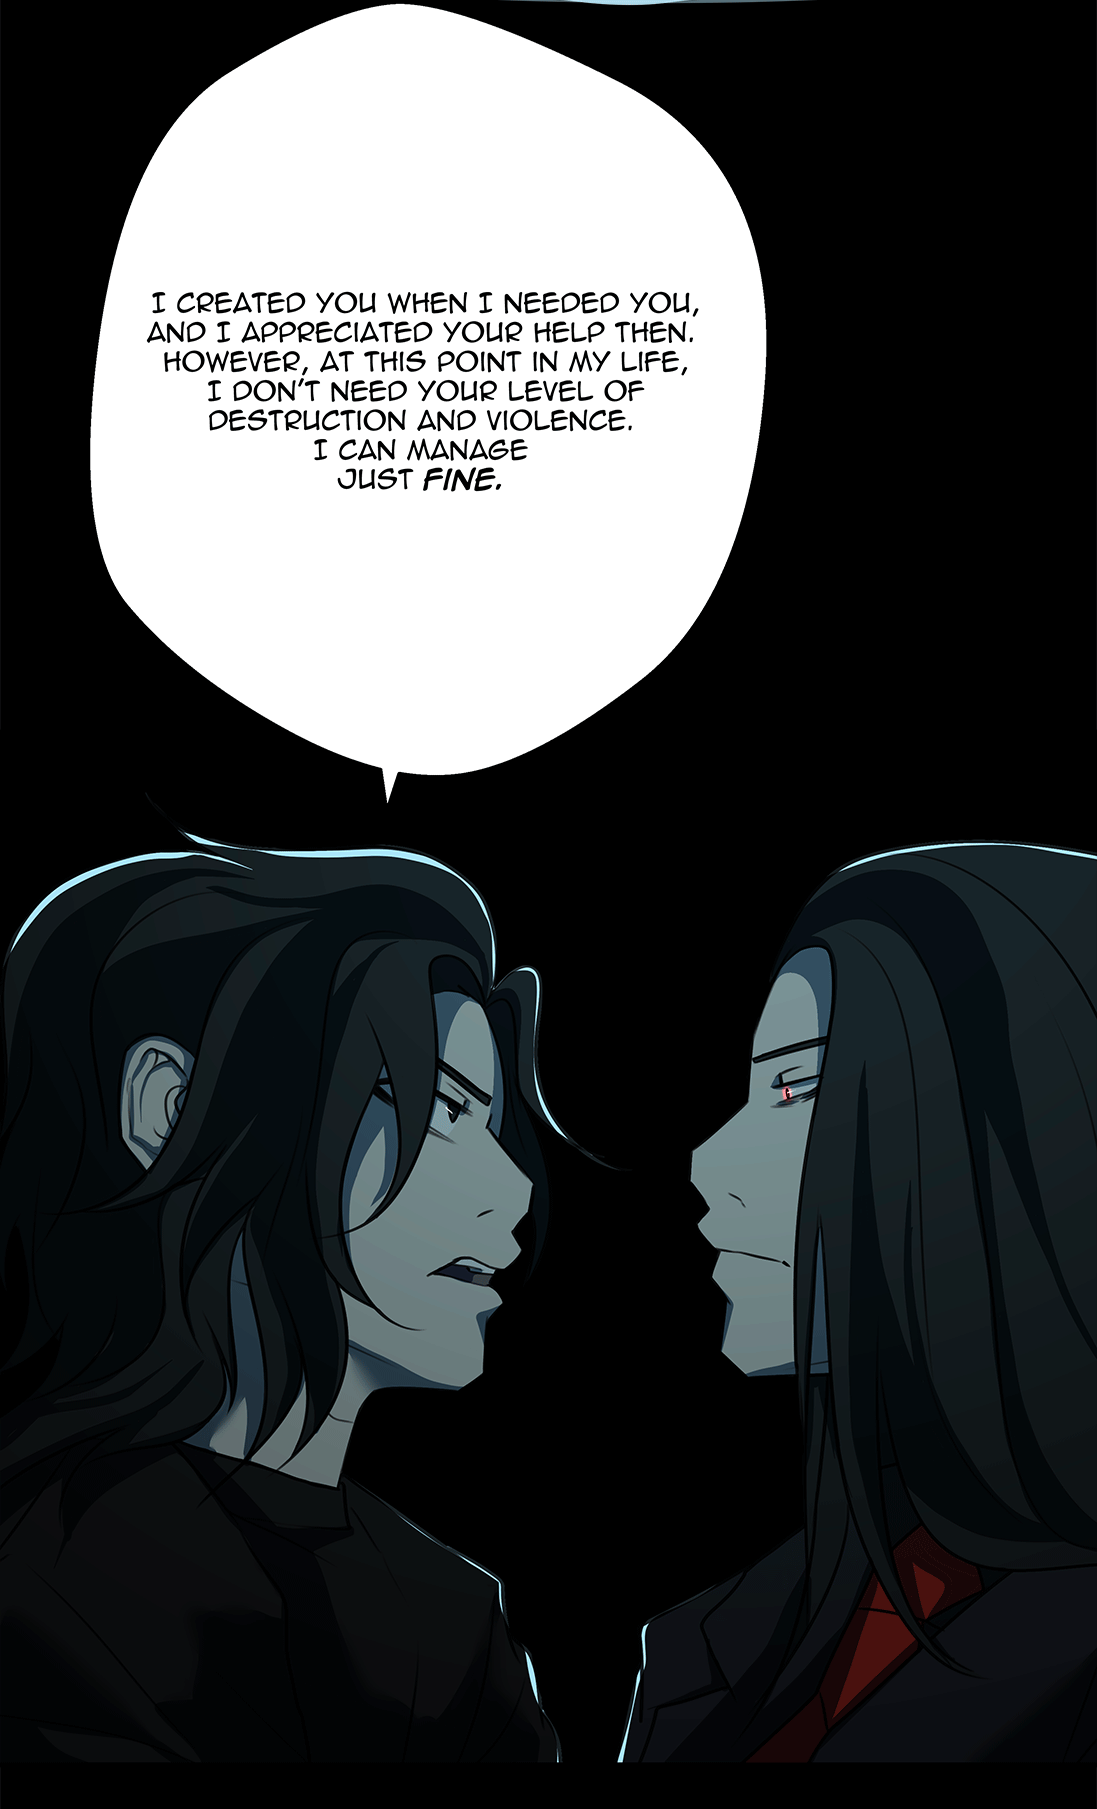 I CREATED YOU WHEN I NEEDED YOU,
AND I APPRECIATED YOUR HELP THEN.
HOWEVER, AT THIS POINT IN MY LIFE,
I DON'T NEED YOUR LEVEL OF
DESTRUCTION AND VIOLENCE.
I CAN MANAGE
JUST FINE.